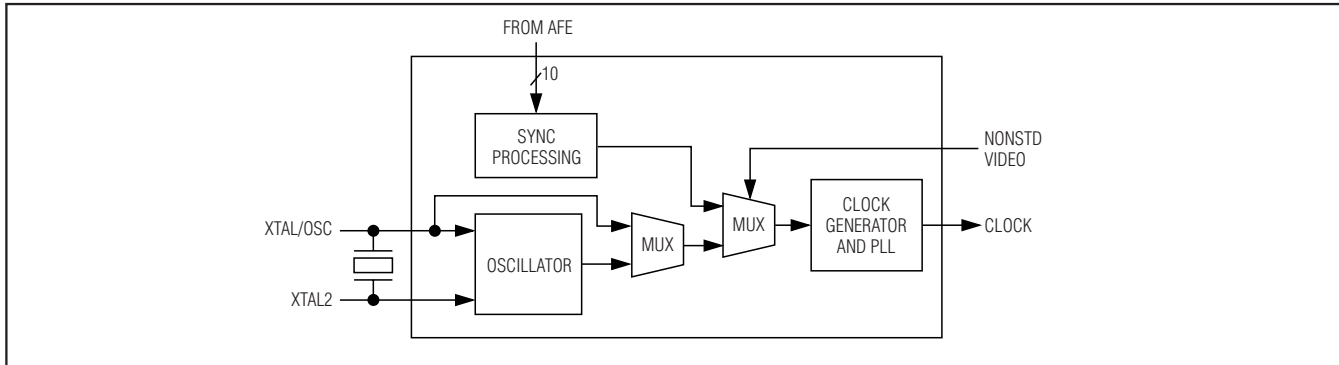 FROM AFE
10
SYNC
PROCESSING
NONSTD
VIDEO
XTAL/OSC
XTAL2
OSCILLATOR
MUX
MUX
CLOCK
GENERATOR
AND PLL
CLOCK